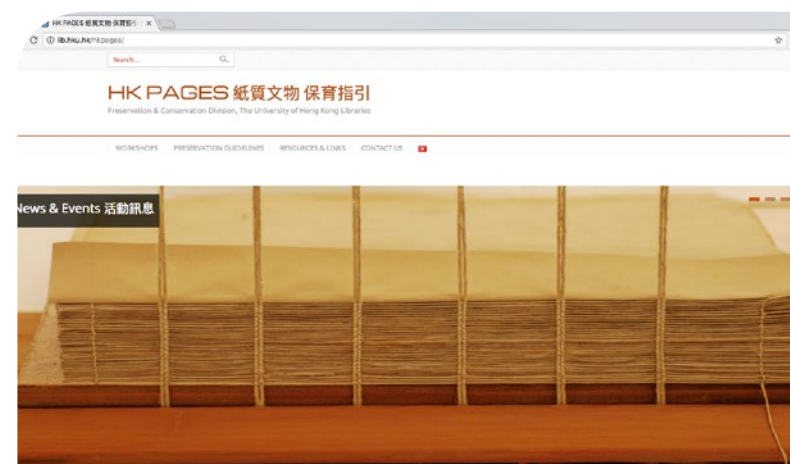 HK PAGES 紙質文物 保育指引
lib.hku.hk/hkpages/
Search...
HK PAGES 紙質文物 保育指引
Preservation & Conservation Division, The University of Hong Kong Libraries
WORKSHOPS PRESERVATION GUIDELINES RESOURCES & LINKS CONTACT US
News & Events 活動訊息